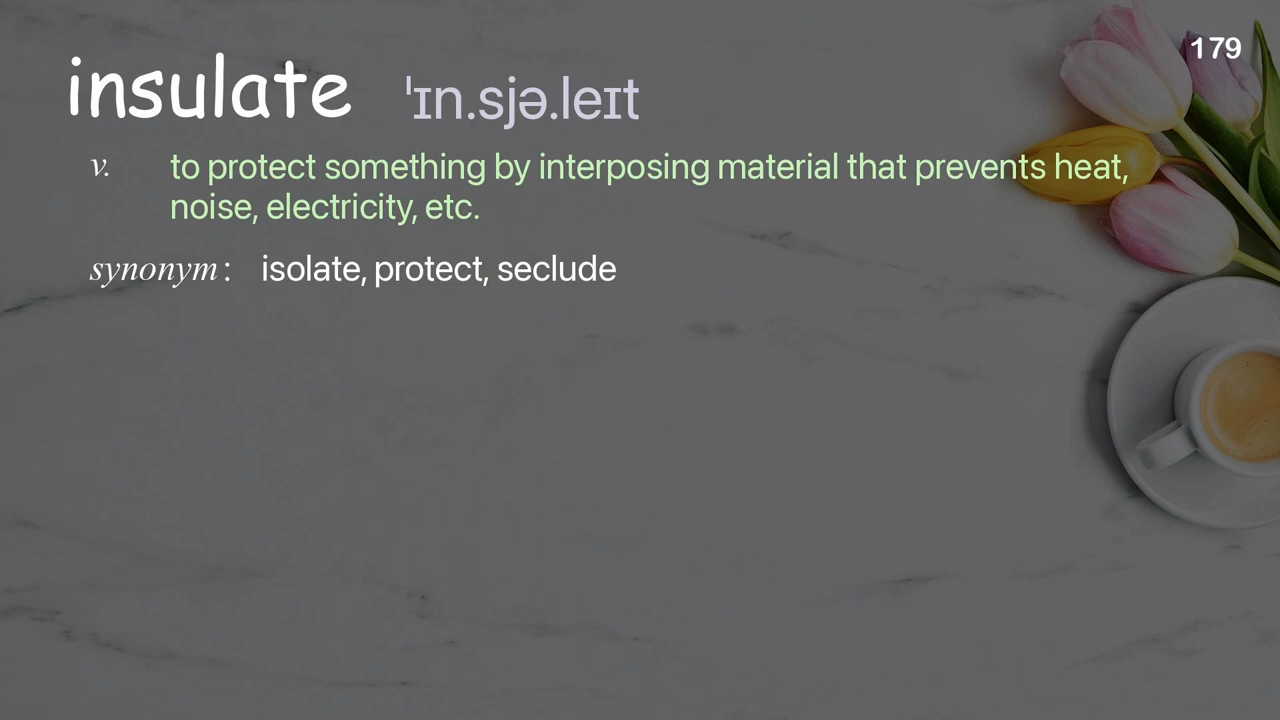 179
insulate ˈɪn.sjə.leɪt
v. to protect something by interposing material that prevents heat,
noise, electricity, etc.
synonym: isolate, protect, seclude